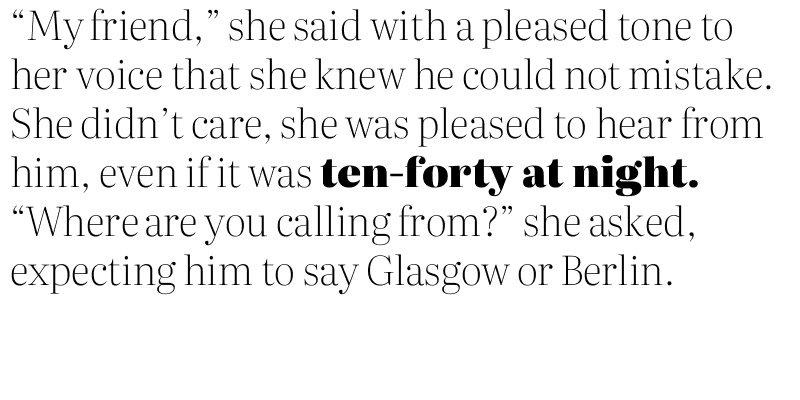 “My friend,” she said with a pleased tone to
her voice that she knew he could not mistake.
She didn’t care, she was pleased to hear from
him, even if it was ten-forty at night.
“Where are you calling from?” she asked,
expecting him to say Glasgow or Berlin.